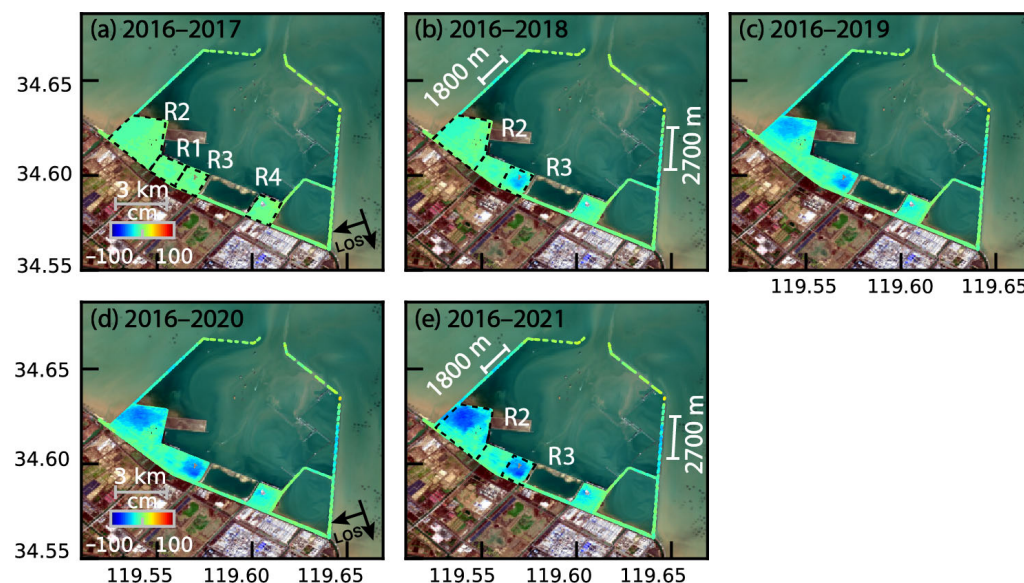 (a) 2016–2017
(b) 2016–2018
(c) 2016–2019
34.65
34.60
34.55
R2
R1
R3
R4
3 km
cm
–100 100
LOS
1800 m
R2
R3
2700 m
119.55 119.60 119.65
(d) 2016–2020
(e) 2016–2021
34.65
34.60
34.55
3 km
cm
–100 100
LOS
1800 m
R2
R3
2700 m
119.55 119.60 119.65
119.55 119.60 119.65